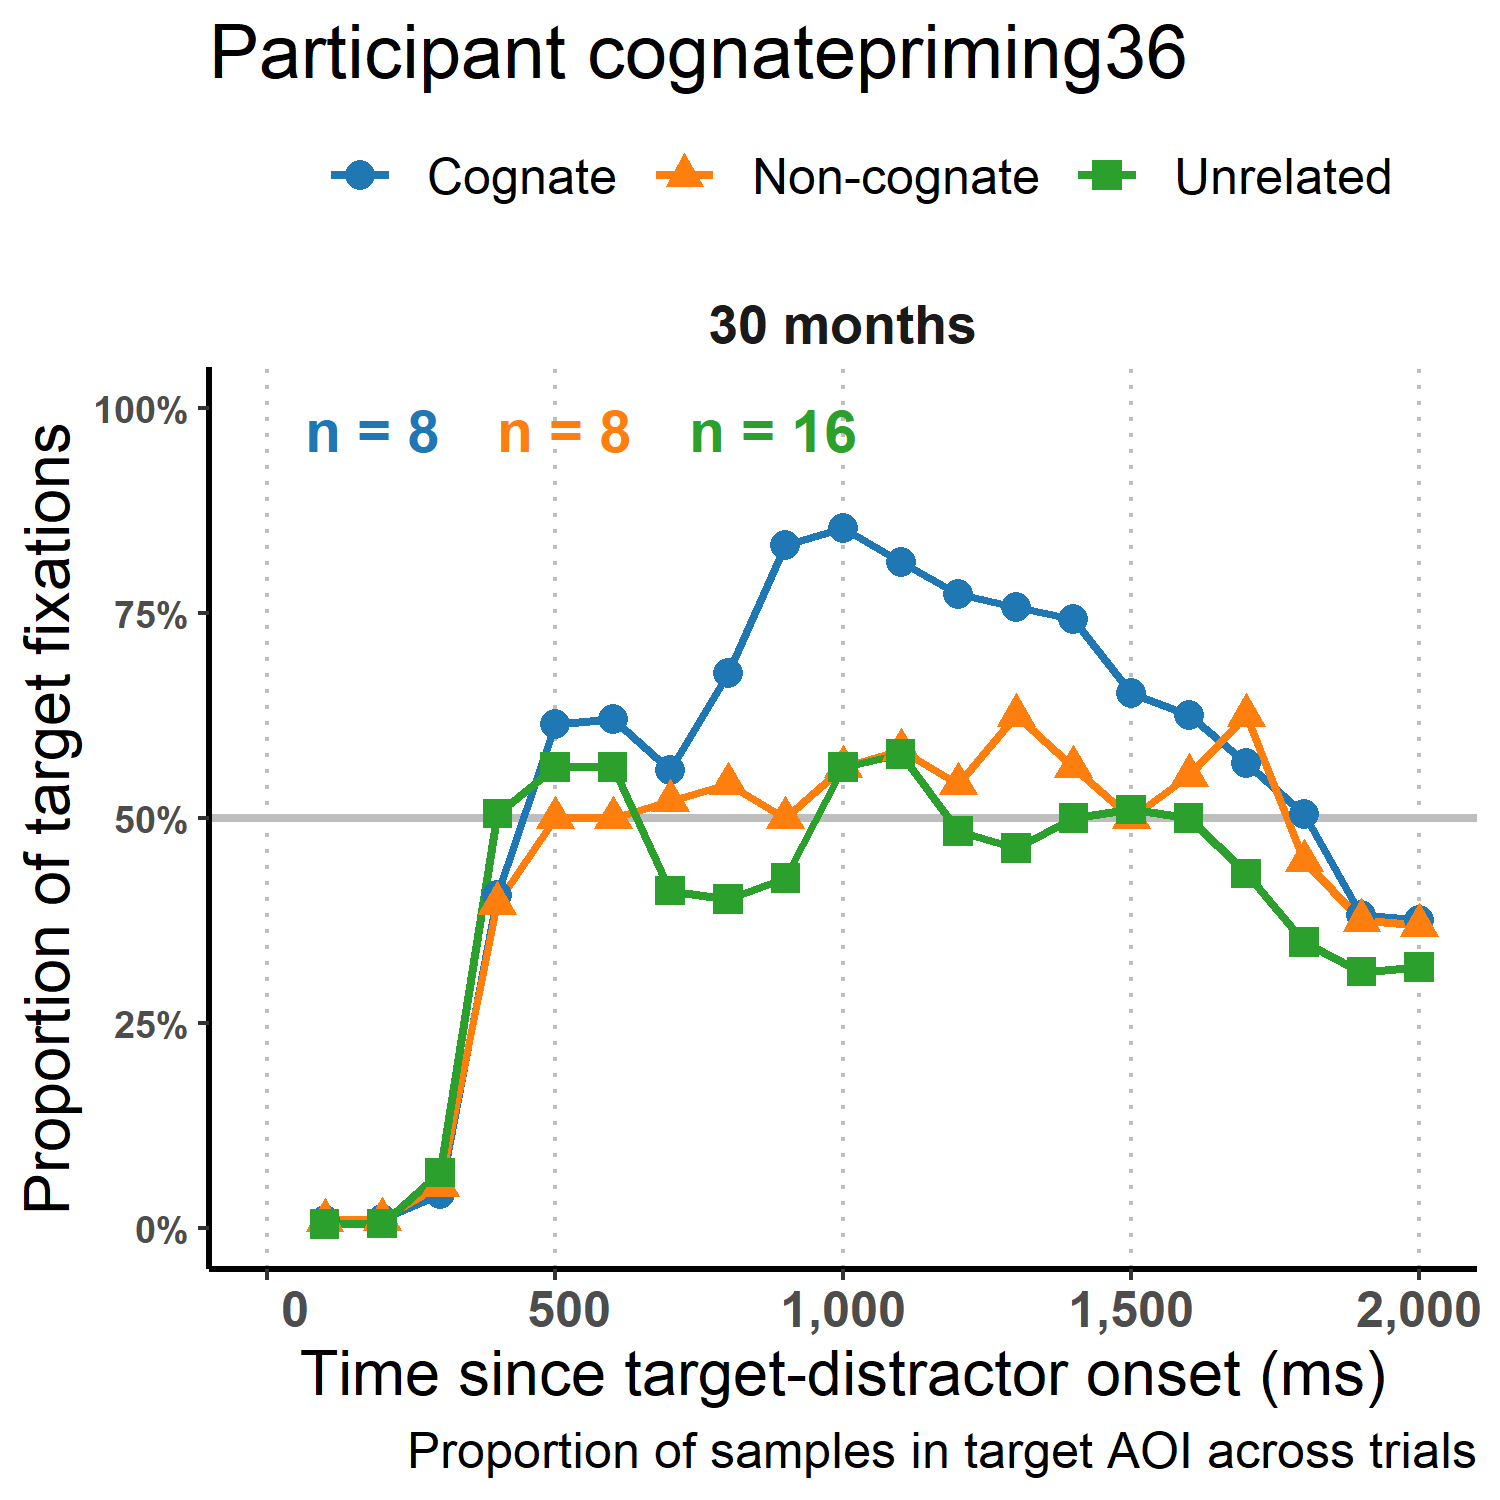 Participant cognatepriming36
Cognate Non-cognate Unrelated
30 months
n = 8 n = 8 n = 16
Proportion of target fixations
100%
75%
50%
25%
0%
0 500 1,000 1,500 2,000
Time since target-distractor onset (ms)
Proportion of samples in target AOI across trials